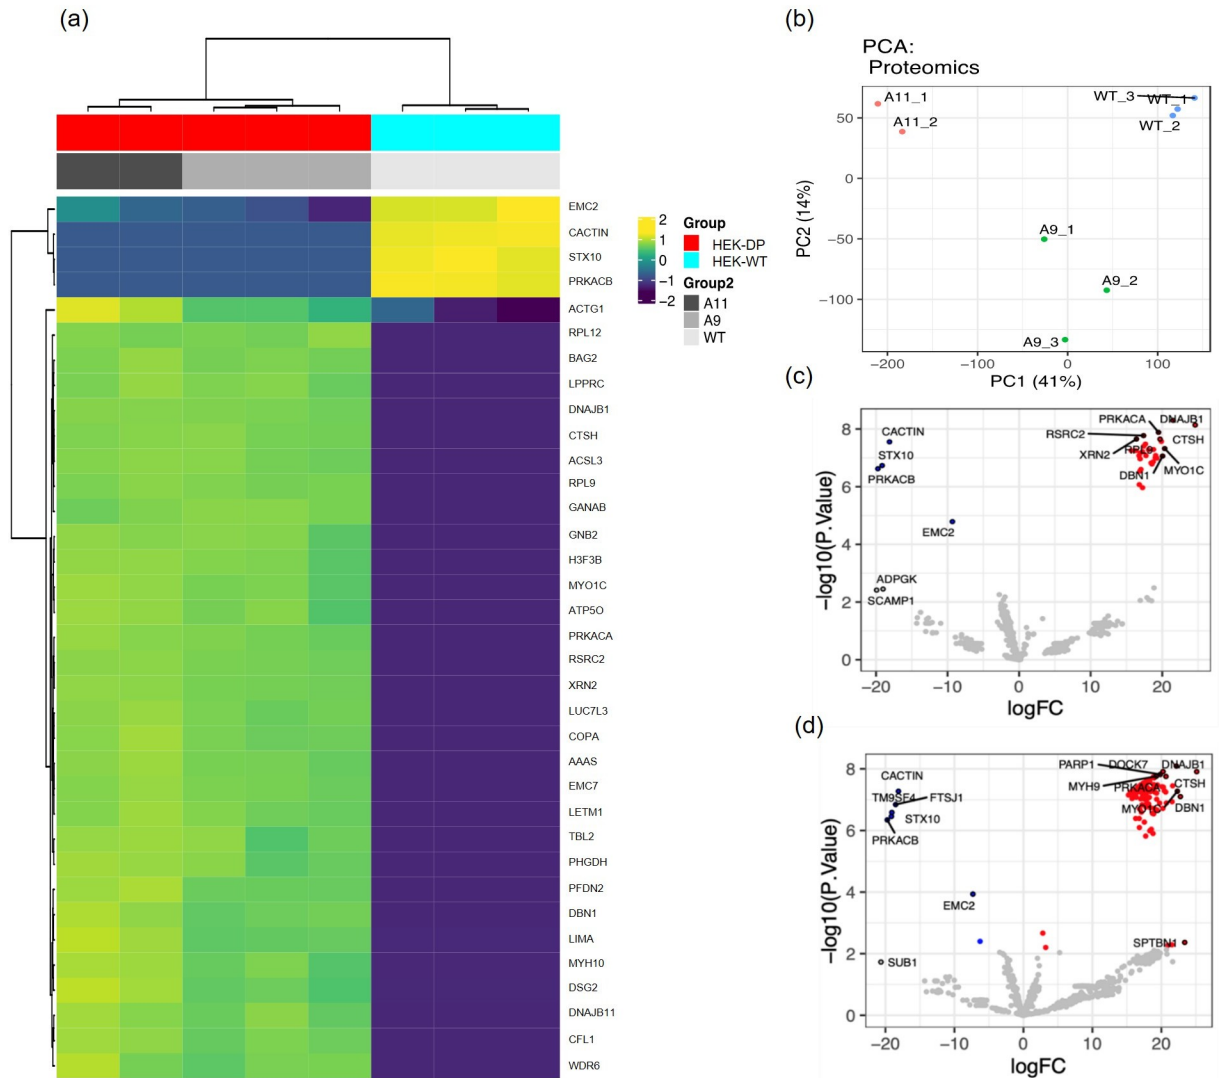 (a)
EMC2
CACTIN
STX10
PRKACB
ACTG1
RPL12
BAG2
LPPRC
DNAJB1
CTSH
ACSL3
RPL9
GANAB
GNB2
H3F3B
MYO1C
ATP5O
PRKACA
RSRC2
XRN2
LUC7L3
COPA
AAAS
EMC7
LETM1
TBL2
PHGDH
PFDN2
DBN1
LIMA
MYH10
DSG2
DNAJB11
CFL1
WDR6
2
1
0
−1
−2
Group
HEK-DP
HEK-WT
Group2
A11
A9
WT
(b)
PCA:
Proteomics
A11_1
A11_2
WT_3
WT_1
WT_2
A9_1
A9_2
A9_3
50
0
−50
−100
PC2 (14%)
−200
−100
0
100
PC1 (41%)
(c)
PRKACA
DNAJB1
RSRC2
CTSH
XRN2
RPL9
DBN1
MYO1C
CACTIN
STX10
PRKACB
EMC2
ADPGK
SCAMP1
8
6
4
2
0
−log10(P.Value)
−20
−10
0
10
20
logFC
(d)
PARP1
DOCK7
DNAJB1
MYH9
PRKACA
CTSH
MYO1C
DBN1
CACTIN
TM9SF4
FTSJ1
STX10
PRKACB
EMC2
SUB1
SPTBN1
8
6
4
2
0
−log10(P.Value)
−20
−10
0
10
20
logFC